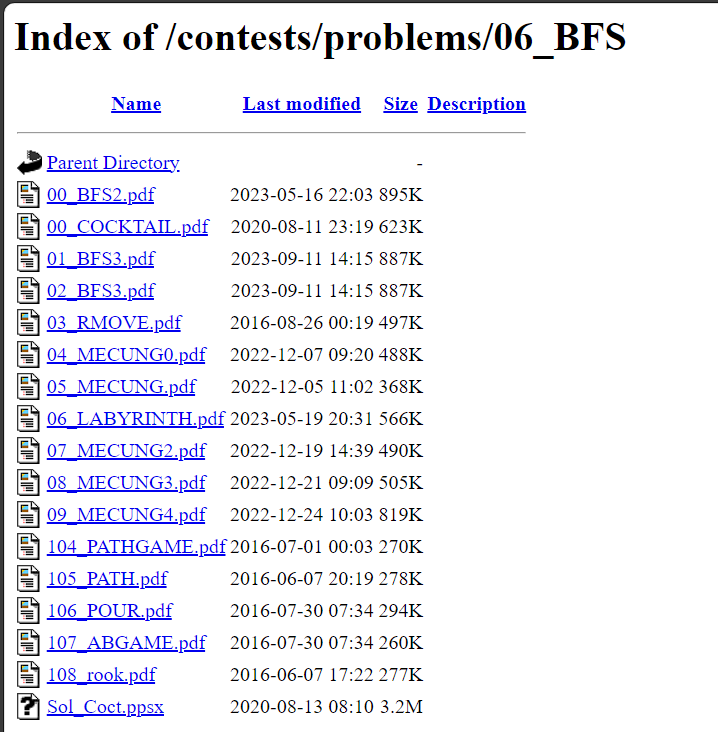 Index of /contests/problems/06_BFS
Name Last modified Size Description
Parent Directory -
00_BFS2.pdf 2023-05-16 22:03 895K
00_COCKTAIL.pdf 2020-08-11 23:19 623K
01_BFS3.pdf 2023-09-11 14:15 887K
02_BFS3.pdf 2023-09-11 14:15 887K
03_RMOVE.pdf 2016-08-26 00:19 497K
04_MECUNG0.pdf 2022-12-07 09:20 488K
05_MECUNG.pdf 2022-12-05 11:02 368K
06_LABYRINTH.pdf 2023-05-19 20:31 566K
07_MECUNG2.pdf 2022-12-19 14:39 490K
08_MECUNG3.pdf 2022-12-21 09:09 505K
09_MECUNG4.pdf 2022-12-24 10:03 819K
104_PATHGAME.pdf 2016-07-01 00:03 270K
105_PATH.pdf 2016-06-07 20:19 278K
106_POUR.pdf 2016-07-30 07:34 294K
107_ABGAME.pdf 2016-07-30 07:34 260K
108_rook.pdf 2016-06-07 17:22 277K
Sol_Coct.ppsx 2020-08-13 08:10 3.2M